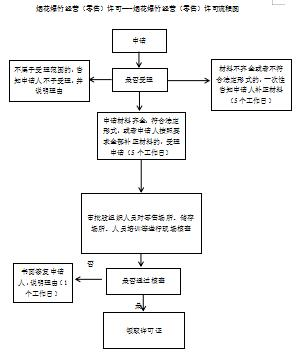 烟花爆竹经营(零售)许可——烟花爆竹经营(零售)许可流程图
申请
不属于受理范围的,告
知申请人不予受理,并
说明理由
是否受理
材料不齐全或者不符
合法定形式的,一次性
告知申请人补正材料
(5个工作日)
申请材料齐全、符合法定
形式,或者申请人按照要
求全部补正材料的,受理
申请(5个工作日)
审批股组织人员对零售场所、储存
场所、人员培训等进行现场核查
否
书面答复申请
人,说明理由(1
个工作日)
是否通过核查
是
领取许可证